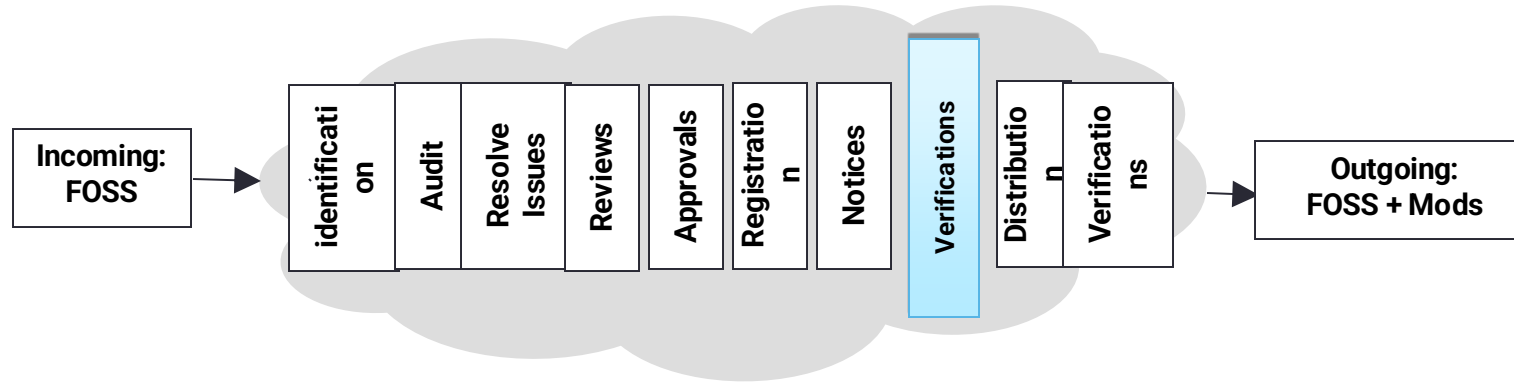 Incoming:
FOSS
identificati
on
Audit
Resolve
Issues
Reviews
Approvals
Registratio
n
Notices
Verifications
Distributio
n
Verificatio
ns
Outgoing:
FOSS + Mods